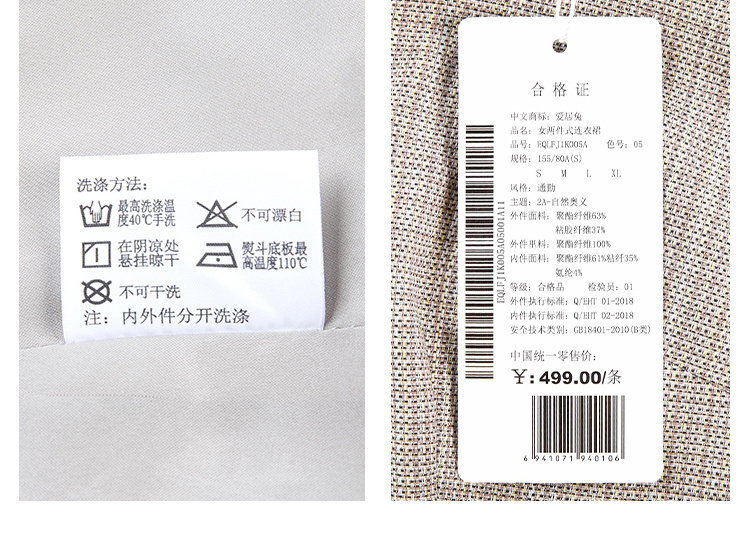 洗涤方法:
最高洗涤温
度40℃手洗
不可漂白
在阴凉处
悬挂晾干
熨斗底板最
高温度110℃
不可干洗
注: 内外件分开洗涤
合格证
中文商标: 爱居兔
品名: 女两件式连衣裙
品号: EQLFJ1K005A 色号: 05
规格: 155/80A(S)
S M L XL
风格: 通勤
主题: 2A-自然奥义
外件面料: 聚酯纤维63%
粘胶纤维37%
外件里料: 聚酯纤维100%
内件面料: 聚酯纤维61%粘纤35%
氨纶4%
等级: 合格品 检验员: 01
外件执行标准: Q/EHT 01-2018
内件执行标准: Q/EHT 02-2018
安全技术类别: GB18401-2010(B类)
中国统一零售价:
¥: 499.00/条
6 941071 940106
EQLFJ1K005A05001A11